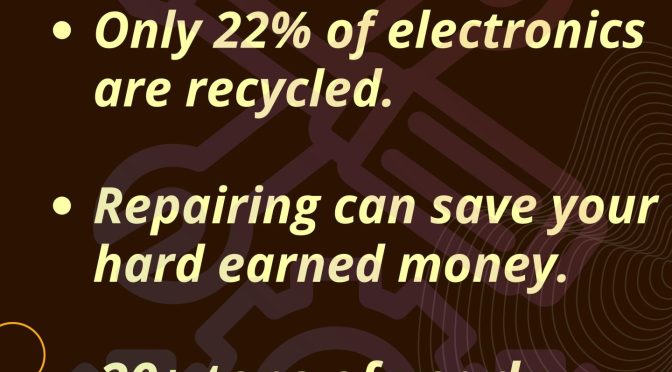 • Only 22% of electronics
are recycled.
• Repairing can save your
hard earned money.